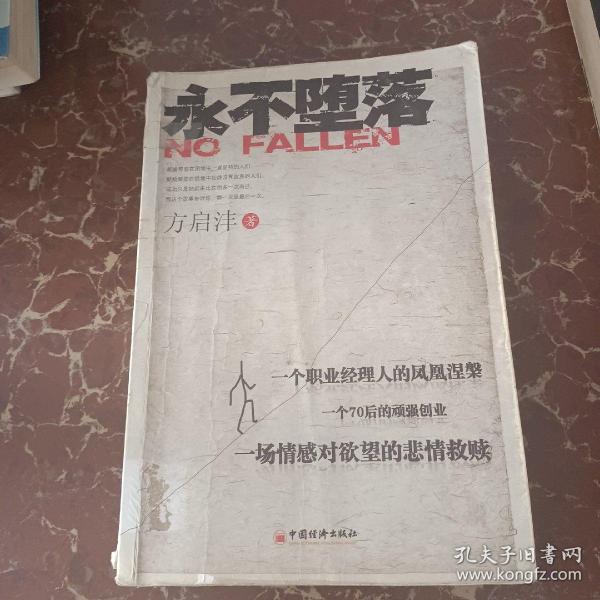 永不堕落
NO FALLEN
方启沣 著
一个职业经理人的凤凰涅槃
一个70后的顽强创业
一场情感对欲望的悲情救赎
中国经济出版社
孔夫子旧书网
www.kongfz.com